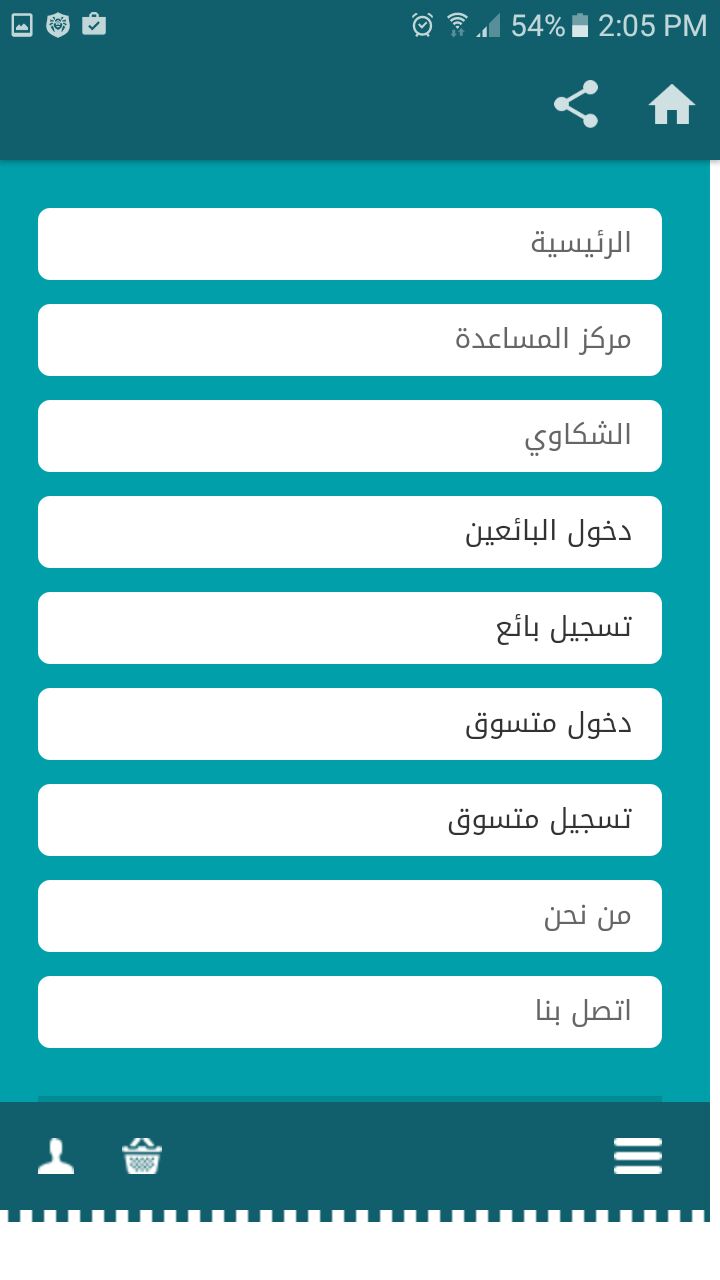 54% 2:05 PM
الرئيسية
مركز المساعدة
الشكاوي
دخول البائعين
تسجيل بائع
دخول متسوق
تسجيل متسوق
من نحن
اتصل بنا